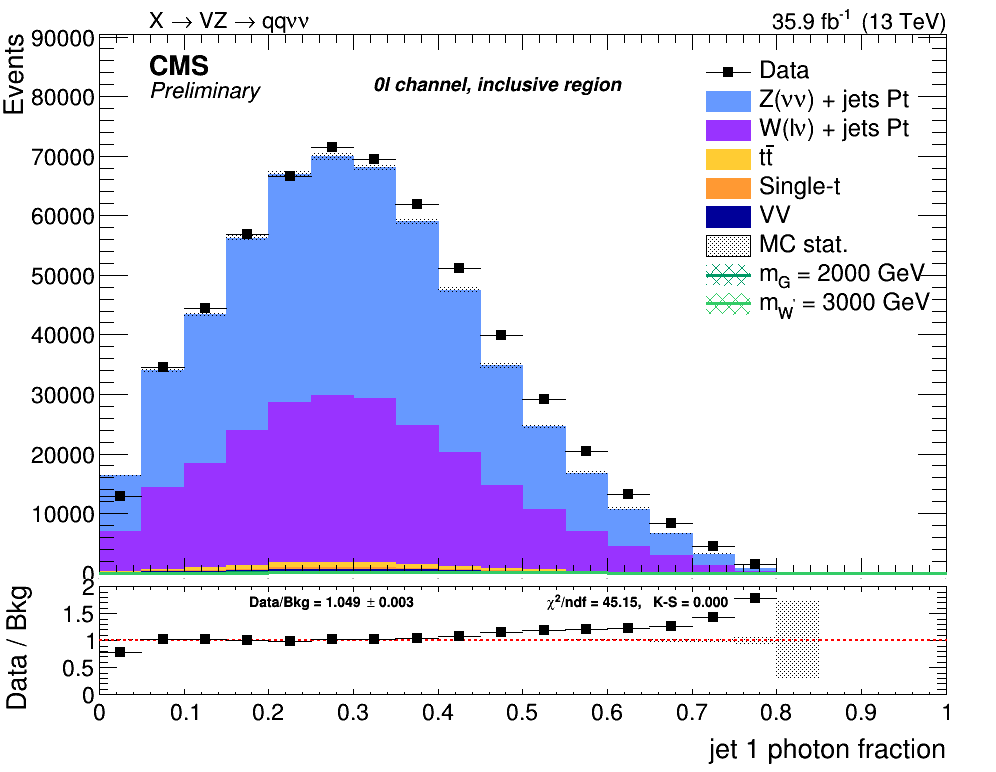 X → VZ → qqνν
35.9 fb⁻¹ (13 TeV)
CMS
Preliminary
0l channel, inclusive region
Data
Z(νν) + jets Pt
W(lν) + jets Pt
tt̄
Single-t
VV
MC stat.
m_G = 2000 GeV
m_W' = 3000 GeV
Events
90000
80000
70000
60000
50000
40000
30000
20000
10000
0
Data / Bkg
2
1.5
1
0.5
0
Data/Bkg = 1.049 ± 0.003
χ²/ndf = 45.15, K-S = 0.000
0 0.1 0.2 0.3 0.4 0.5 0.6 0.7 0.8 0.9 1
jet 1 photon fraction